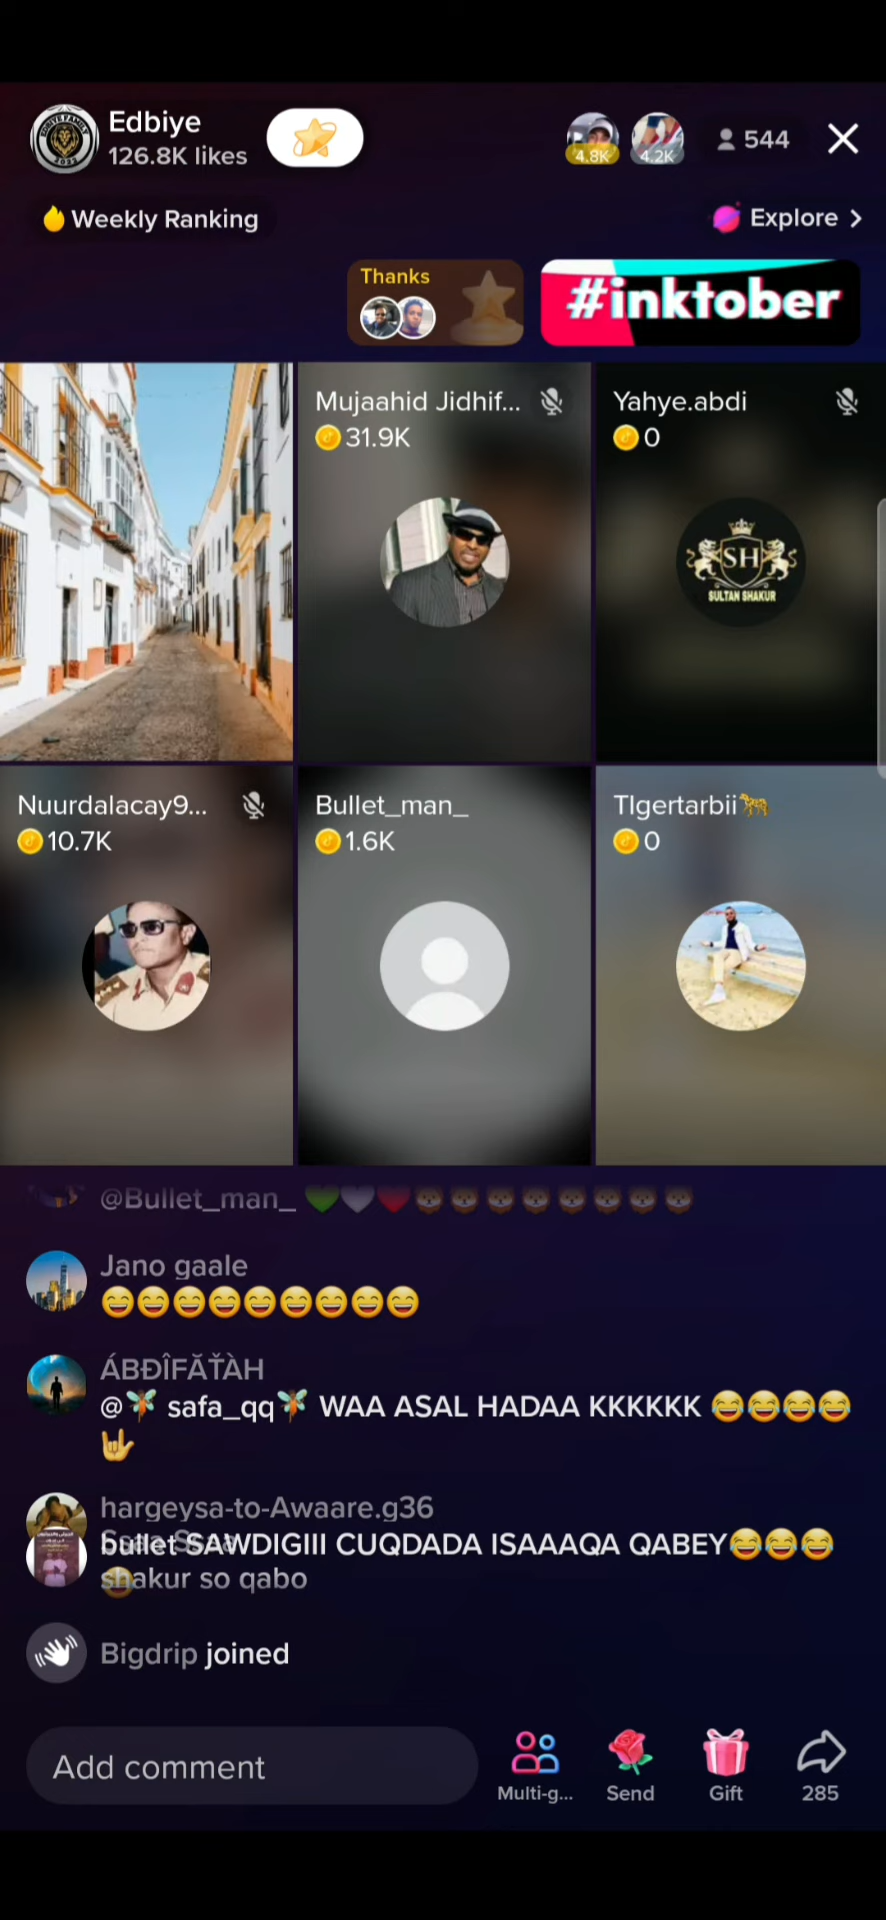 Edbiye
126.8K likes
4.8K
4.2K
544
Weekly Ranking
Explore
Thanks
#inktober
Mujaahid Jidhif...
31.9K
Yahye.abdi
0
SH
SULTAN SHAKUR
Nuurdalacay9...
10.7K
Bullet_man_
1.6K
TIgertarbii🐆
0
@Bullet_man_ 💚🤍❤️🦁🦁🦁🦁🦁🦁🦁🦁
Jano gaale
😄😄😄😄😄😄😄😄😄
ÁBĐÎFĂŤÀH
@🧚 safa_qq🧚 WAA ASAL HADAA KKKKKK 😂😂😂😂
🤟
hargeysa-to-Awaare.g36
bullet SAWDIGIII CUQDADA ISAAAQA QABEY😂😂😂
shakur so qabo
Bigdrip joined
Add comment
Multi-g...
Send
Gift
285